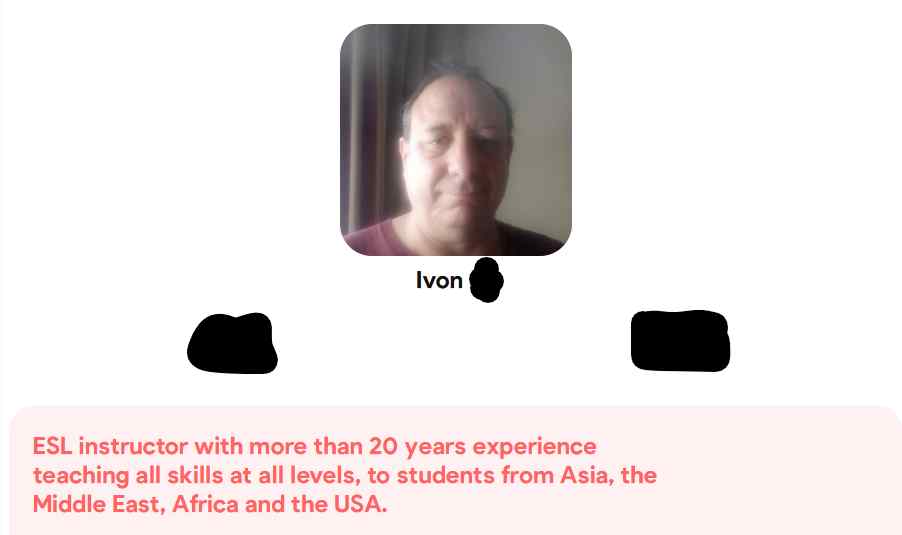 Ivon
ESL instructor with more than 20 years experience
teaching all skills at all levels, to students from Asia, the
Middle East, Africa and the USA.